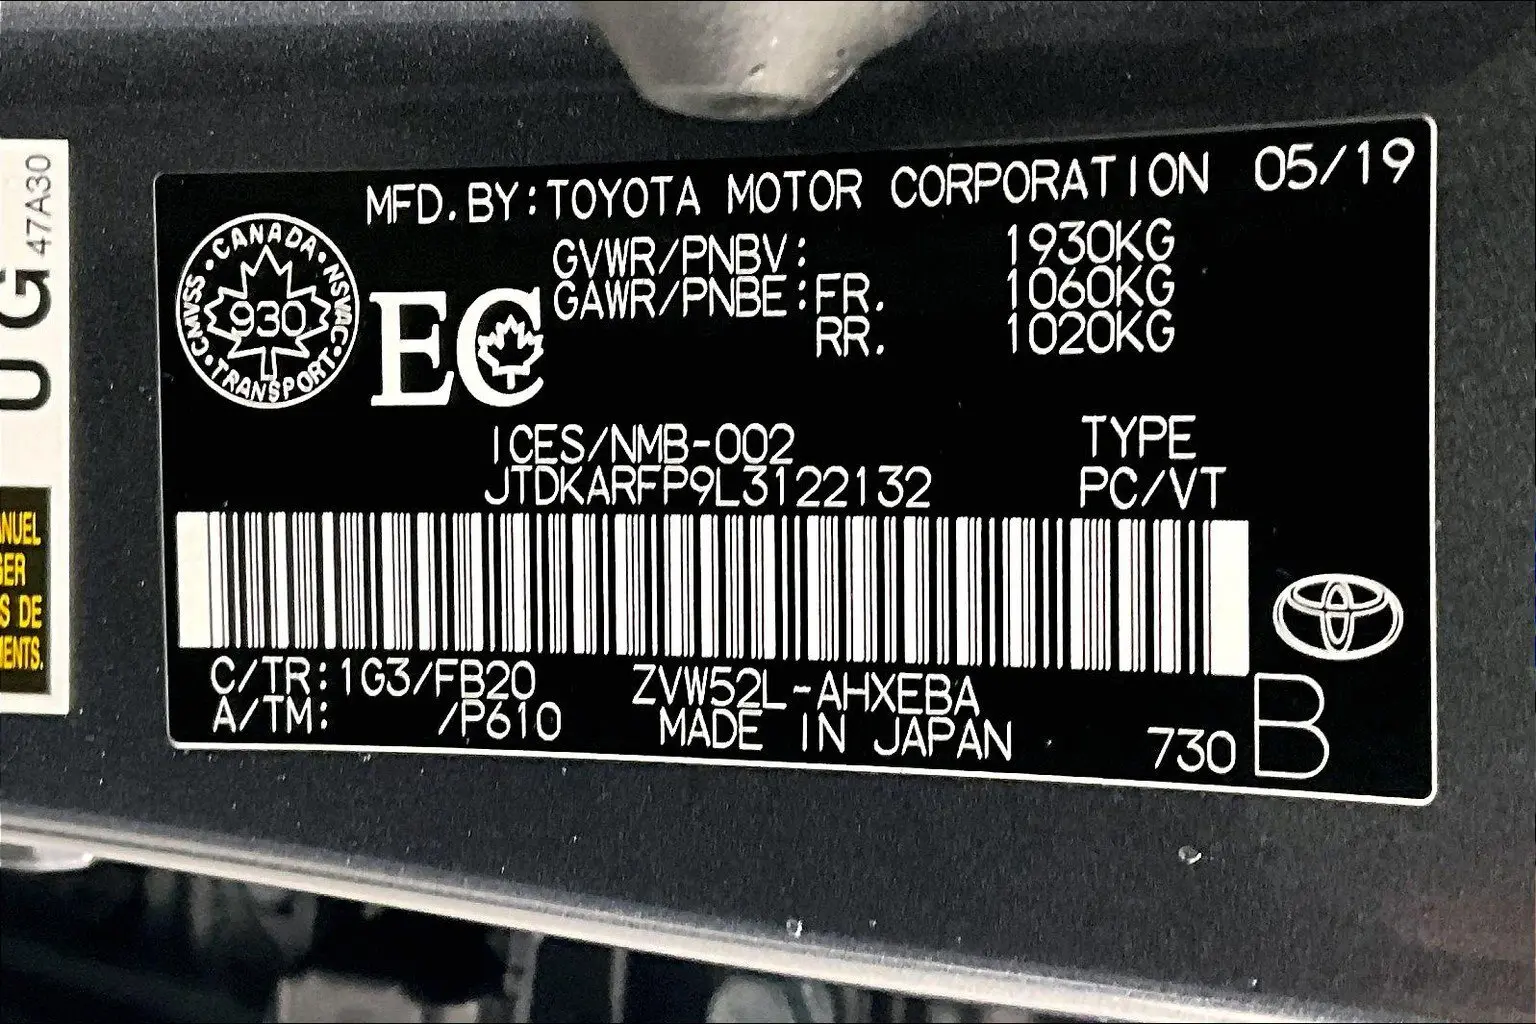 47A30
UG
ANUEL
GER
S DE
MENTS.
MFD. BY: TOYOTA MOTOR CORPORATION 05/19
GVWR/PNBV: 1930KG
GAWR/PNBE: FR. 1060KG
RR. 1020KG
CANADA · NSVAC · TRANSPORT · CMVSS ·
930
EC
ICES/NMB-002
TYPE
JTDKARFP9L3122132
PC/VT
C/TR: 1G3/FB20 ZVW52L-AHXEBA
A/TM: /P610 MADE IN JAPAN 730 B